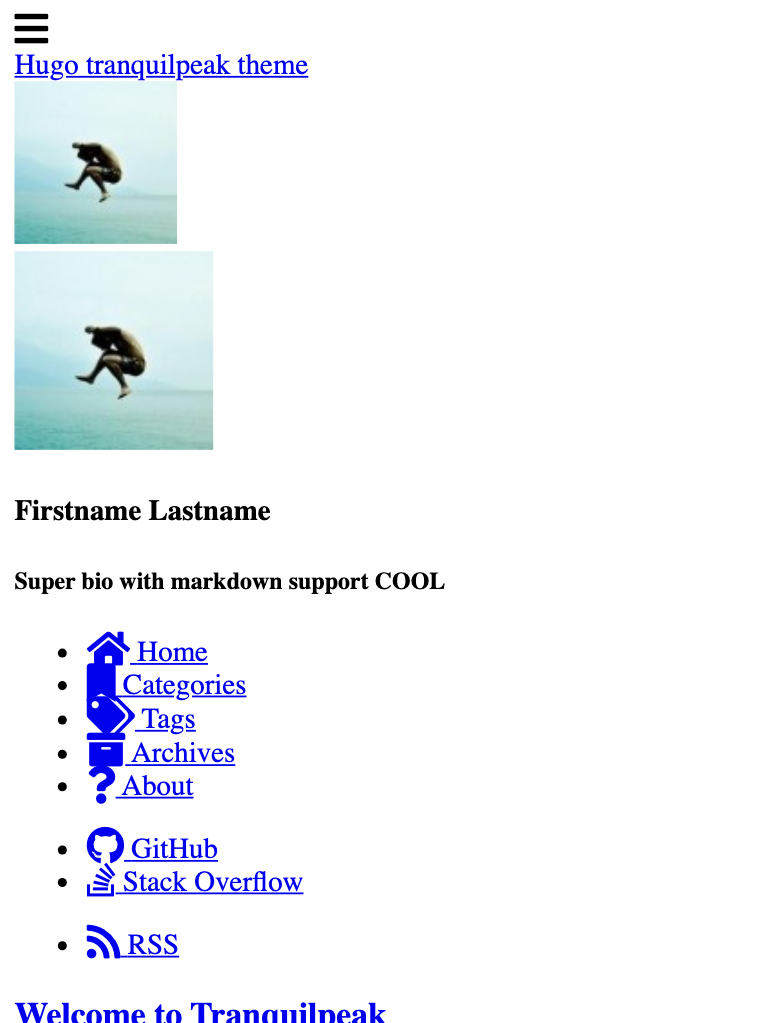 Hugo tranquilpeak theme
Firstname Lastname
Super bio with markdown support COOL
Home
Categories
Tags
Archives
About
GitHub
Stack Overflow
RSS
Welcome to Tranquilpeak